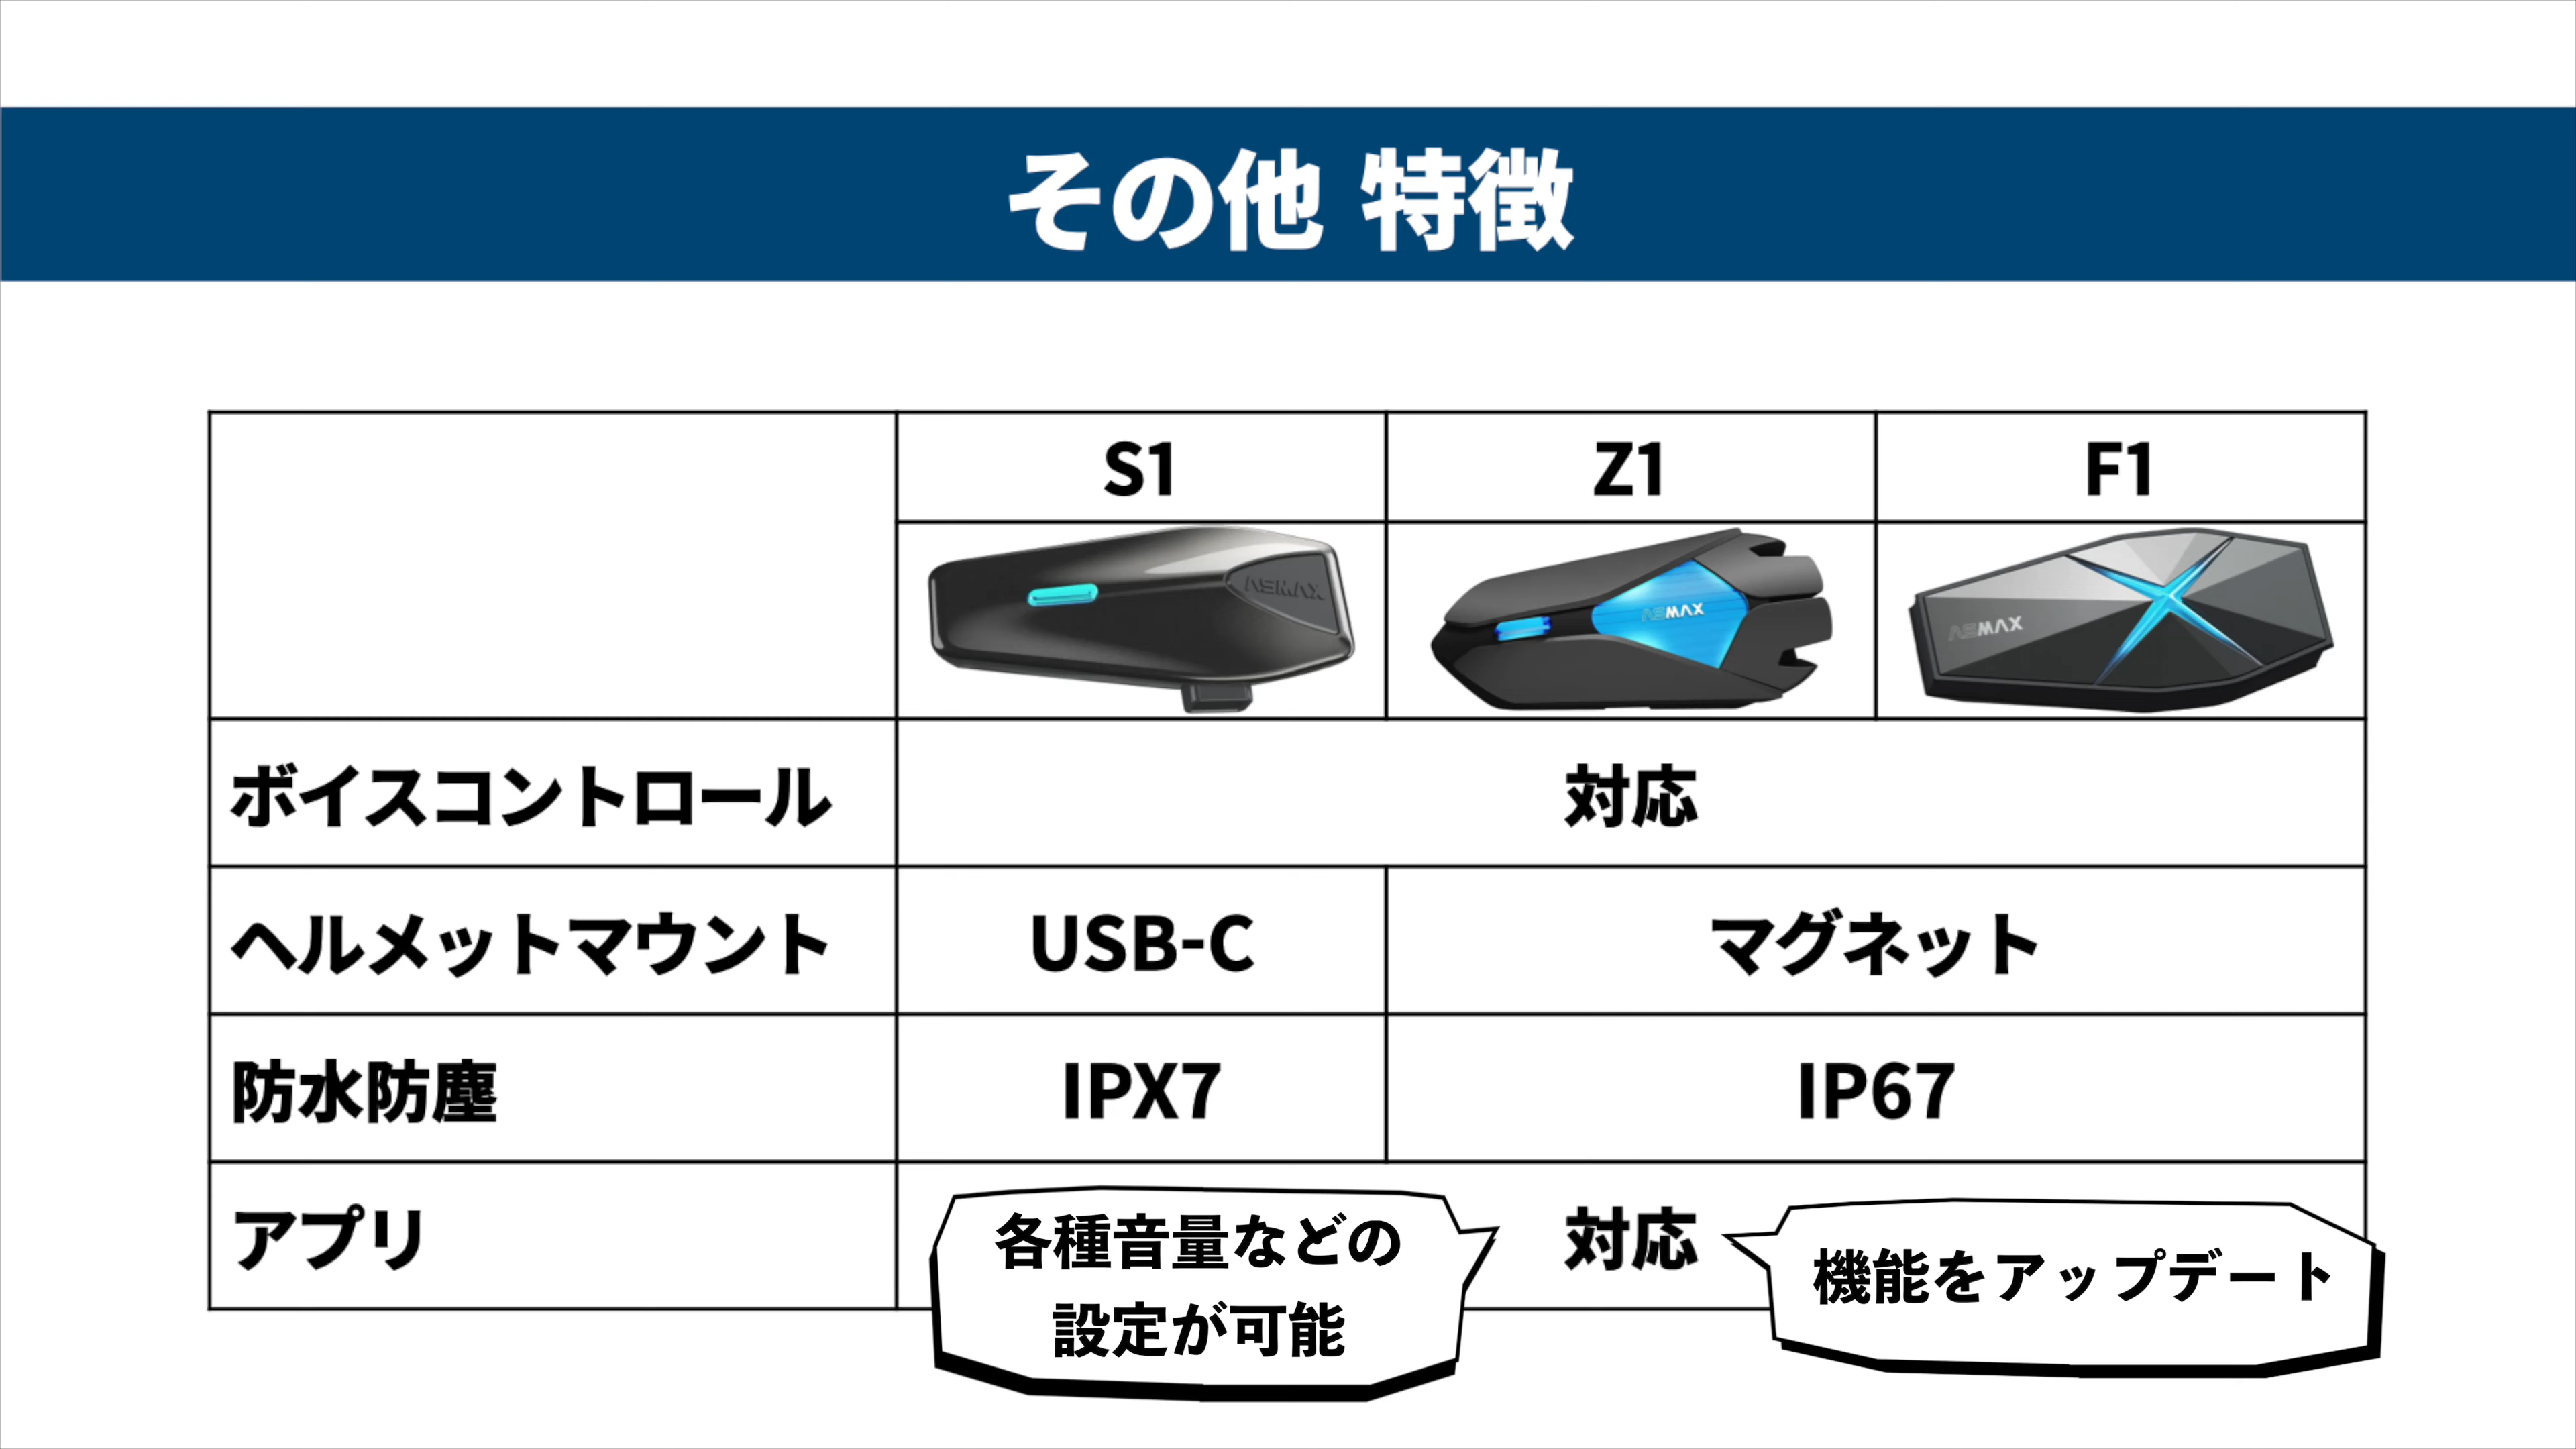 その他 特徴
S1 Z1 F1
ASMAX ASMAX ASMAX
ボイスコントロール 対応
ヘルメットマウント USB-C マグネット
防水防塵 IPX7 IP67
アプリ 対応
各種音量などの
設定が可能
機能をアップデート